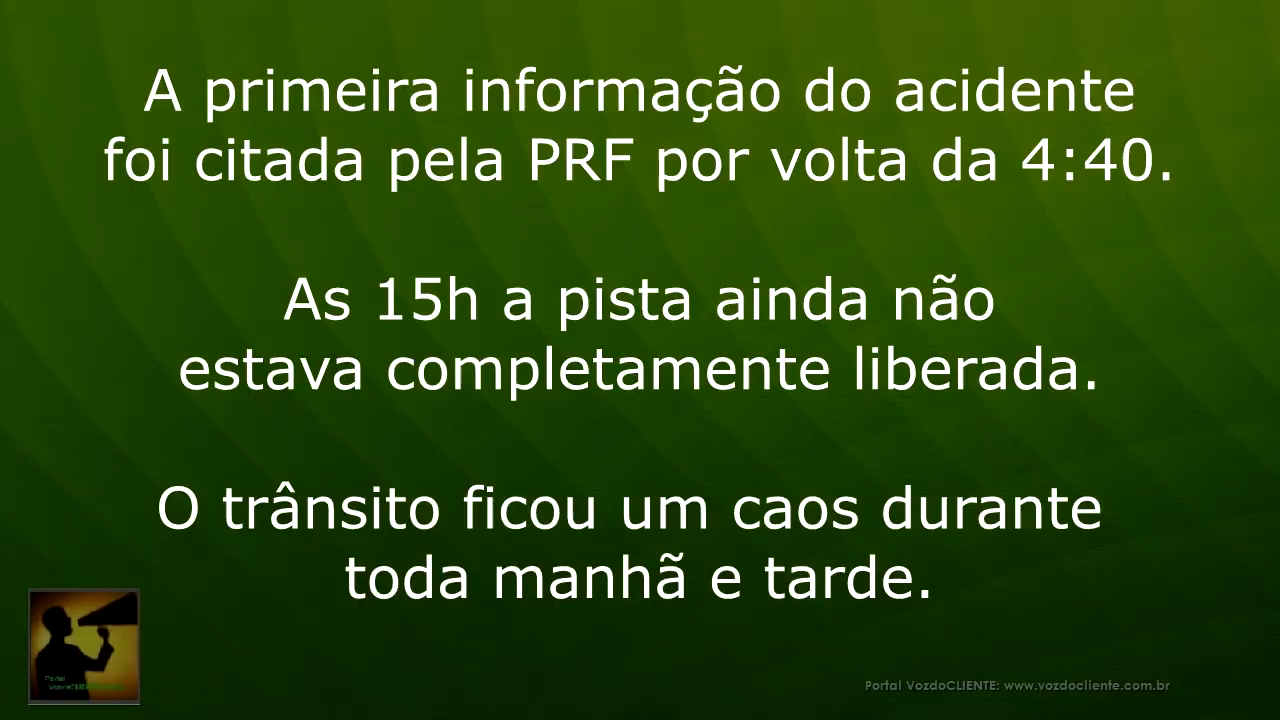 A primeira informação do acidente
foi citada pela PRF por volta da 4:40.
As 15h a pista ainda não
estava completamente liberada.
O trânsito ficou um caos durante
toda manhã e tarde.
Portal
Portal VozdoCLIENTE: www.vozdocliente.com.br